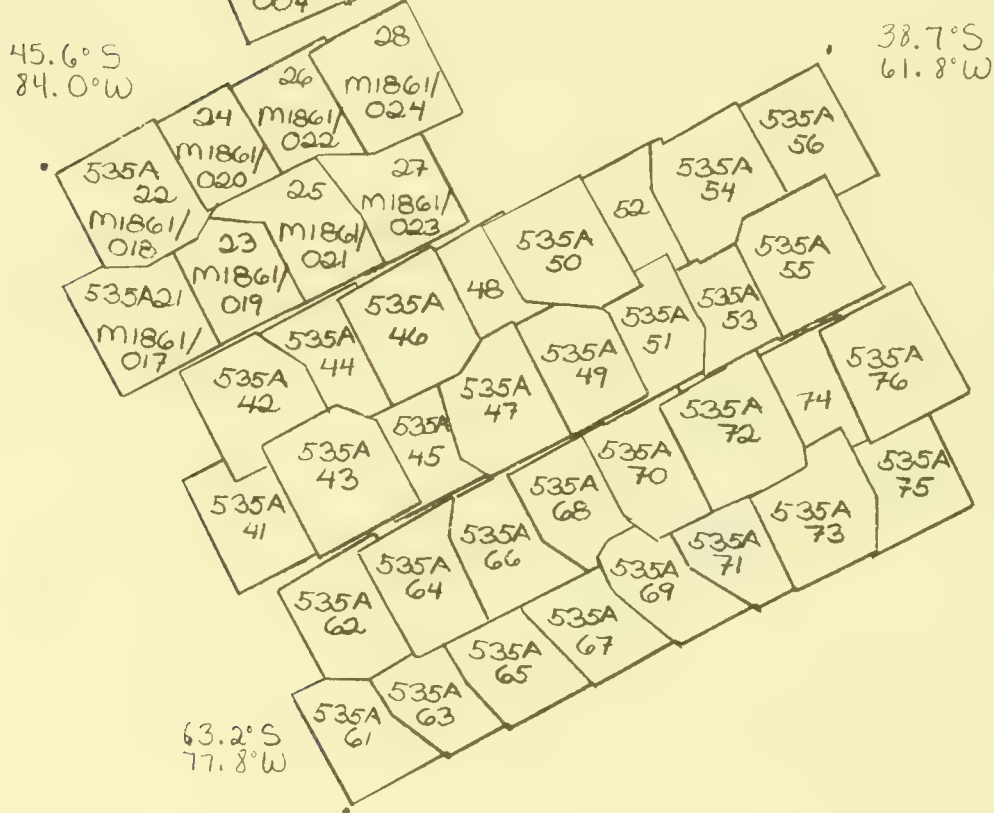 004
45.6° S
84.0° W
38.7° S
61.8° W
28
M1861/
024
26
M1861/
022
24
M1861/
020
535A
22
M1861/
018
27
M1861/
023
25
M1861/
021
23
M1861/
019
535A21
M1861/
017
535A
56
535A
54
52
535A
50
48
535A
46
535A
44
535A
42
535A
55
535A
53
535A
51
535A
49
535A
47
535A
45
535A
43
535A
41
535A
76
74
535A
72
535A
70
535A
68
535A
66
535A
64
535A
62
535A
75
535A
73
535A
71
535A
69
535A
67
535A
65
535A
63
535A
61
63.2° S
77.8° W